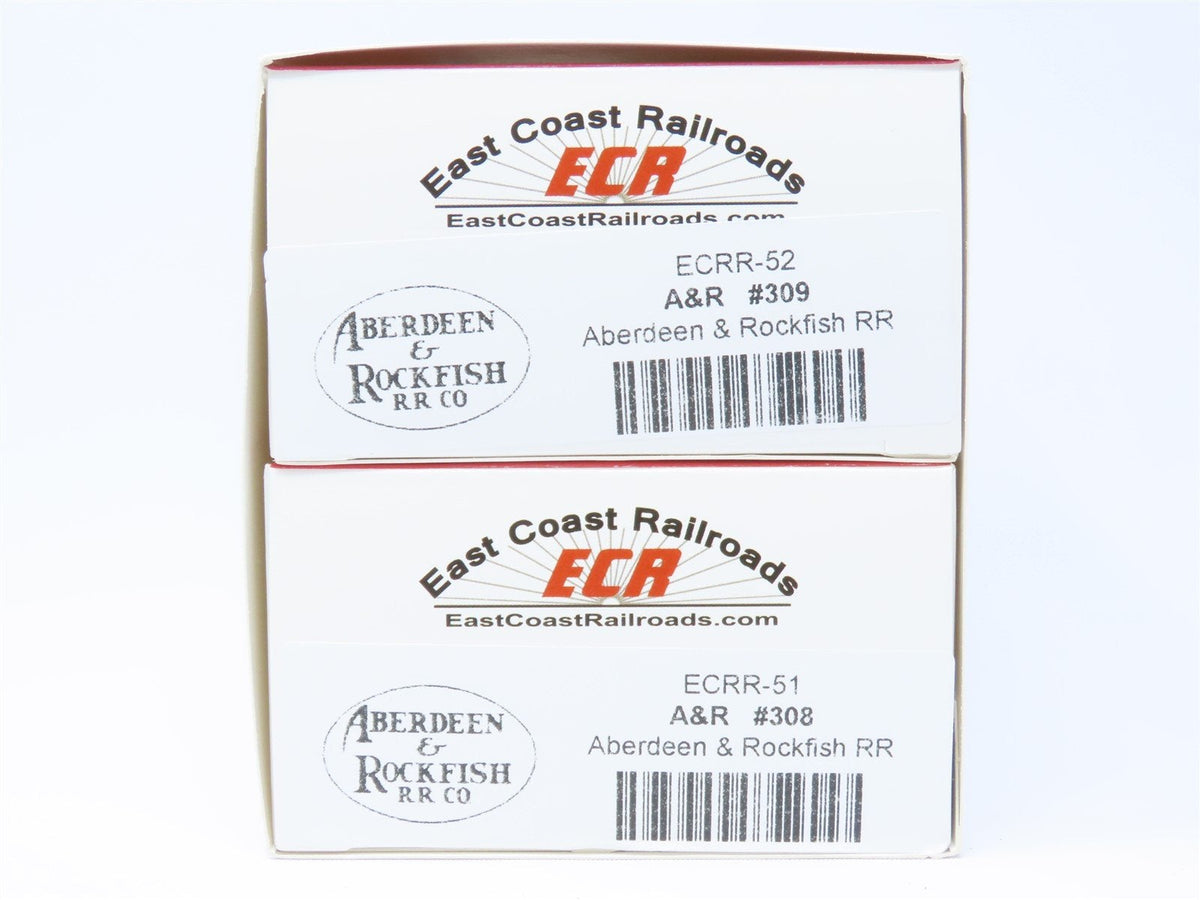 East Coast Railroads
ECR
EastCoastRailroads.com
ABERDEEN
&
ROCKFISH
RR CO
ECRR-52
A&R #309
Aberdeen & Rockfish RR
East Coast Railroads
ECR
EastCoastRailroads.com
ABERDEEN
&
ROCKFISH
RR CO
ECRR-51
A&R #308
Aberdeen & Rockfish RR